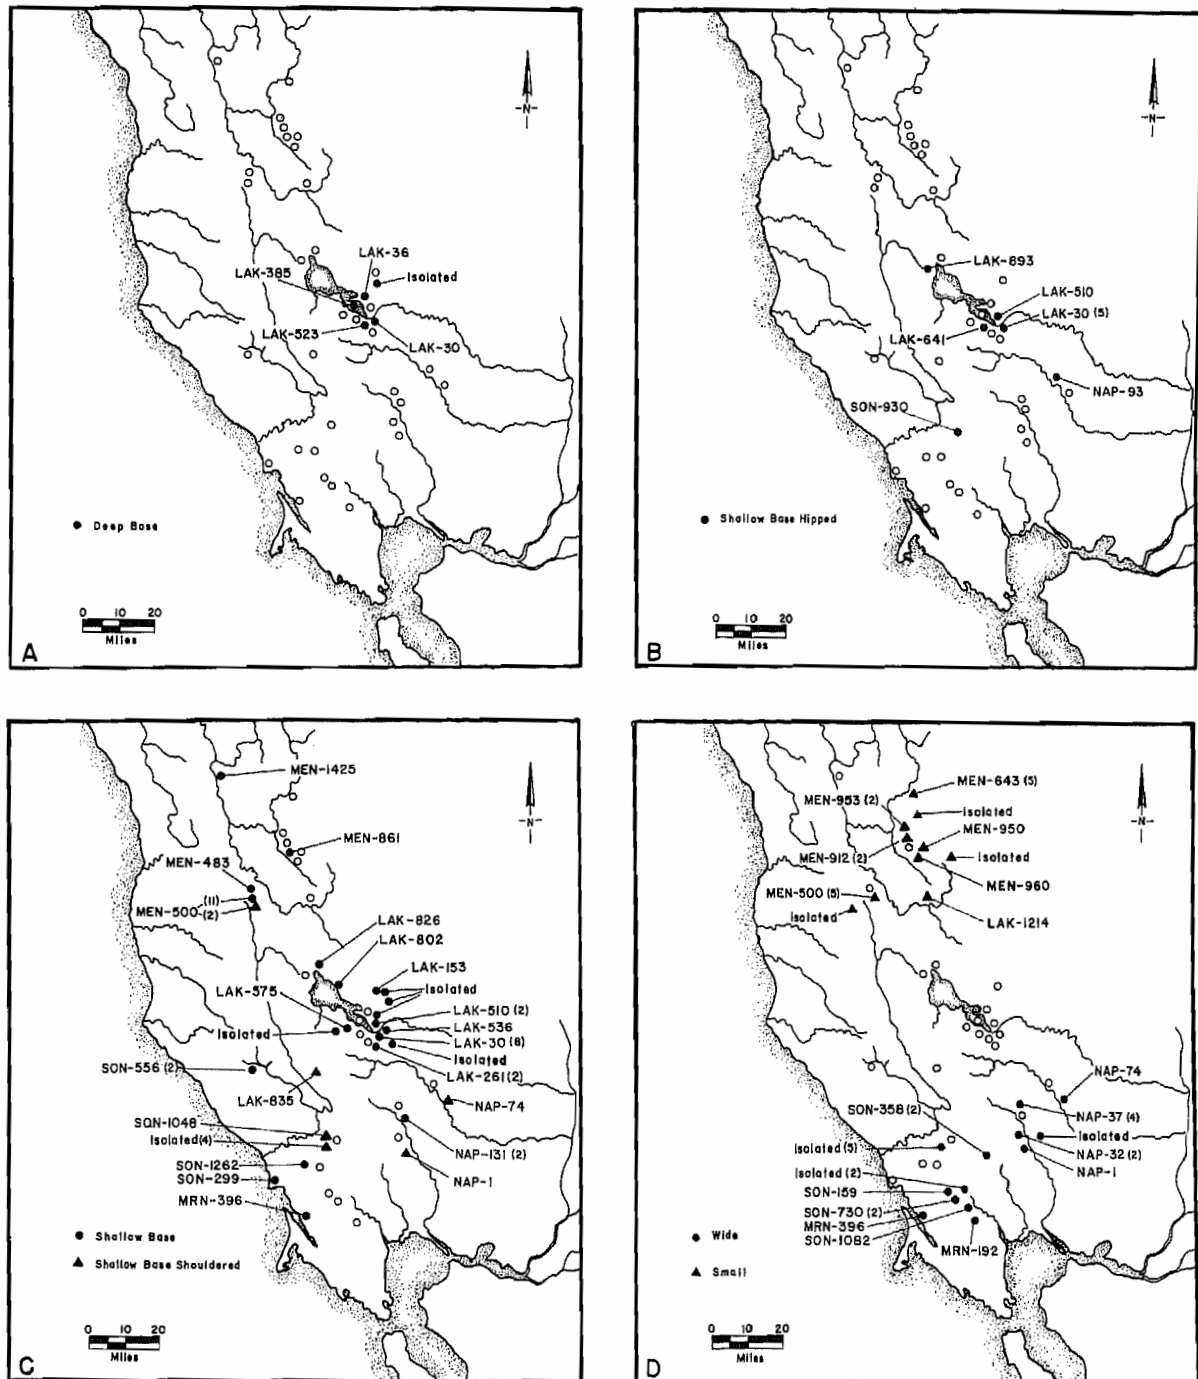 -N-
LAK-36
LAK-385
Isolated
LAK-523
LAK-30
Deep Base
0 10 20
Miles
A
-N-
LAK-893
LAK-510
LAK-30 (5)
LAK-641
NAP-93
SON-930
Shallow Base Hipped
0 10 20
Miles
B
MEN-1425
-N-
MEN-861
MEN-483
(11)
MEN-500 (2)
LAK-826
LAK-802
LAK-153
LAK-575
Isolated
LAK-510 (2)
Isolated
LAK-536
LAK-30 (8)
Isolated
SON-556 (2)
LAK-261 (2)
LAK-835
NAP-74
SON-1048
Isolated (4)
NAP-131 (2)
SON-1262
NAP-1
SON-299
MRN-396
Shallow Base
Shallow Base Shouldered
0 10 20
Miles
C
MEN-643 (5)
MEN-953 (2)
Isolated
-N-
MEN-950
MEN-912 (2)
Isolated
MEN-960
MEN-500 (5)
Isolated
LAK-1214
NAP-74
SON-358 (2)
NAP-37 (4)
Isolated
Isolated (5)
NAP-32 (2)
Isolated (2)
NAP-1
SON-159
SON-730 (2)
MRN-396
SON-1082
MRN-192
Wide
Small
0 10 20
Miles
D